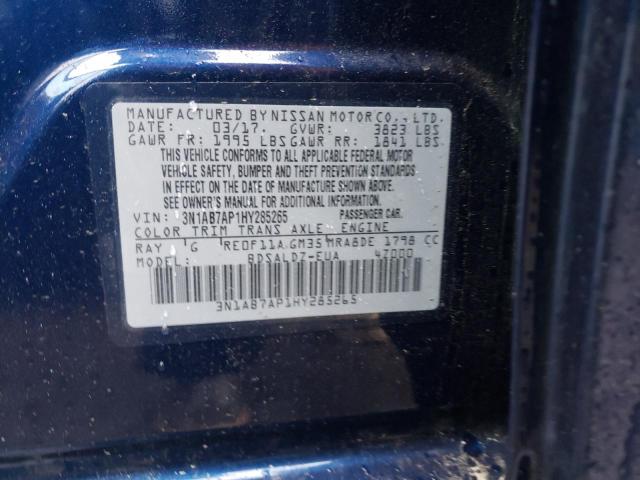 MANUFACTURED BY NISSAN MOTOR CO., LTD.
DATE: 03/17. GVWR: 3823 LBS
GAWR FR: 1995 LBS GAWR RR: 1841 LBS.
THIS VEHICLE CONFORMS TO ALL APPLICABLE FEDERAL MOTOR
VEHICLE SAFETY, BUMPER AND THEFT PREVENTION STANDARDS
IN EFFECT ON THE DATE OF MANUFACTURE SHOWN ABOVE.
SEE OWNER'S MANUAL FOR ADDITIONAL INFORMATION.
VIN: 3N1AB7AP1HY285265 PASSENGER CAR.
COLOR TRIM TRANS AXLE ENGINE
RAY G RE0F11A GM35 MRA8DE 1798 CC
MODEL: BDSALDZ-EUA 47000
3N1AB7AP1HY285265